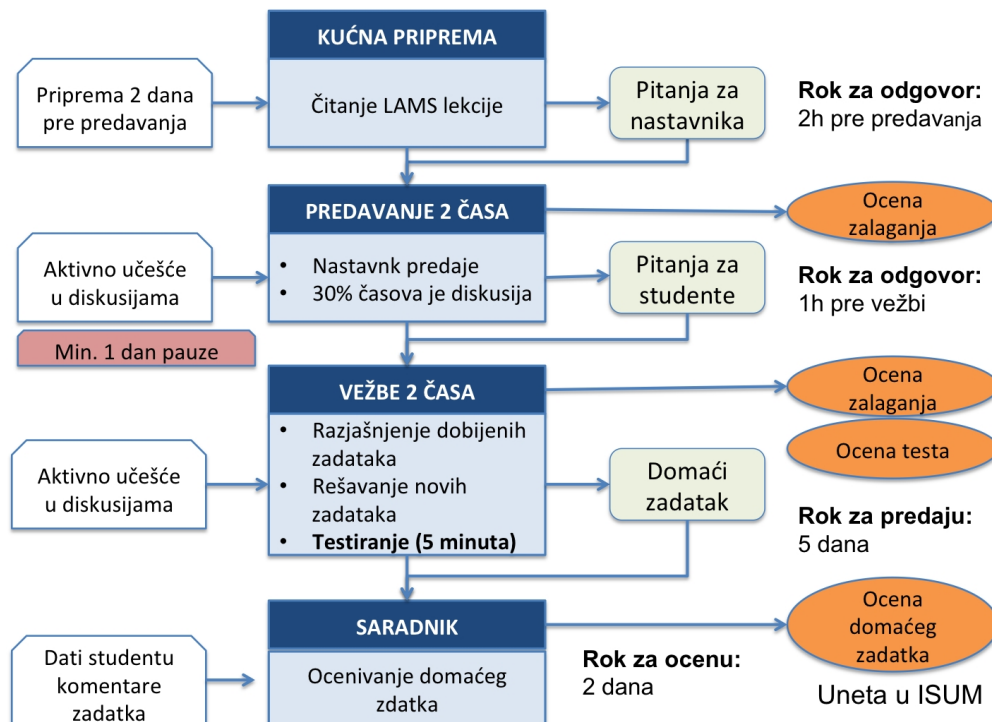 KUĆNA PRIPREMA
Priprema 2 dana
pre predavanja
Čitanje LAMS lekcije
Pitanja za
nastavnika
Rok za odgovor:
2h pre predavanja
PREDAVANJE 2 ČASA
Ocena
zalaganja
Aktivno učešće
u diskusijama
• Nastavnk predaje
• 30% časova je diskusija
Pitanja za
studente
Rok za odgovor:
1h pre vežbi
Min. 1 dan pauze
VEŽBE 2 ČASA
Ocena
zalaganja
Ocena testa
Aktivno učešće
u diskusijama
• Razjašnjenje dobijenih
zadataka
• Rešavanje novih
zadataka
• Testiranje (5 minuta)
Domaći
zadatak
Rok za predaju:
5 dana
SARADNIK
Ocena
domaćeg
zadatka
Dati studentu
komentare
zadatka
Ocenivanje domaćeg
zdatka
Rok za ocenu:
2 dana
Uneta u ISUM